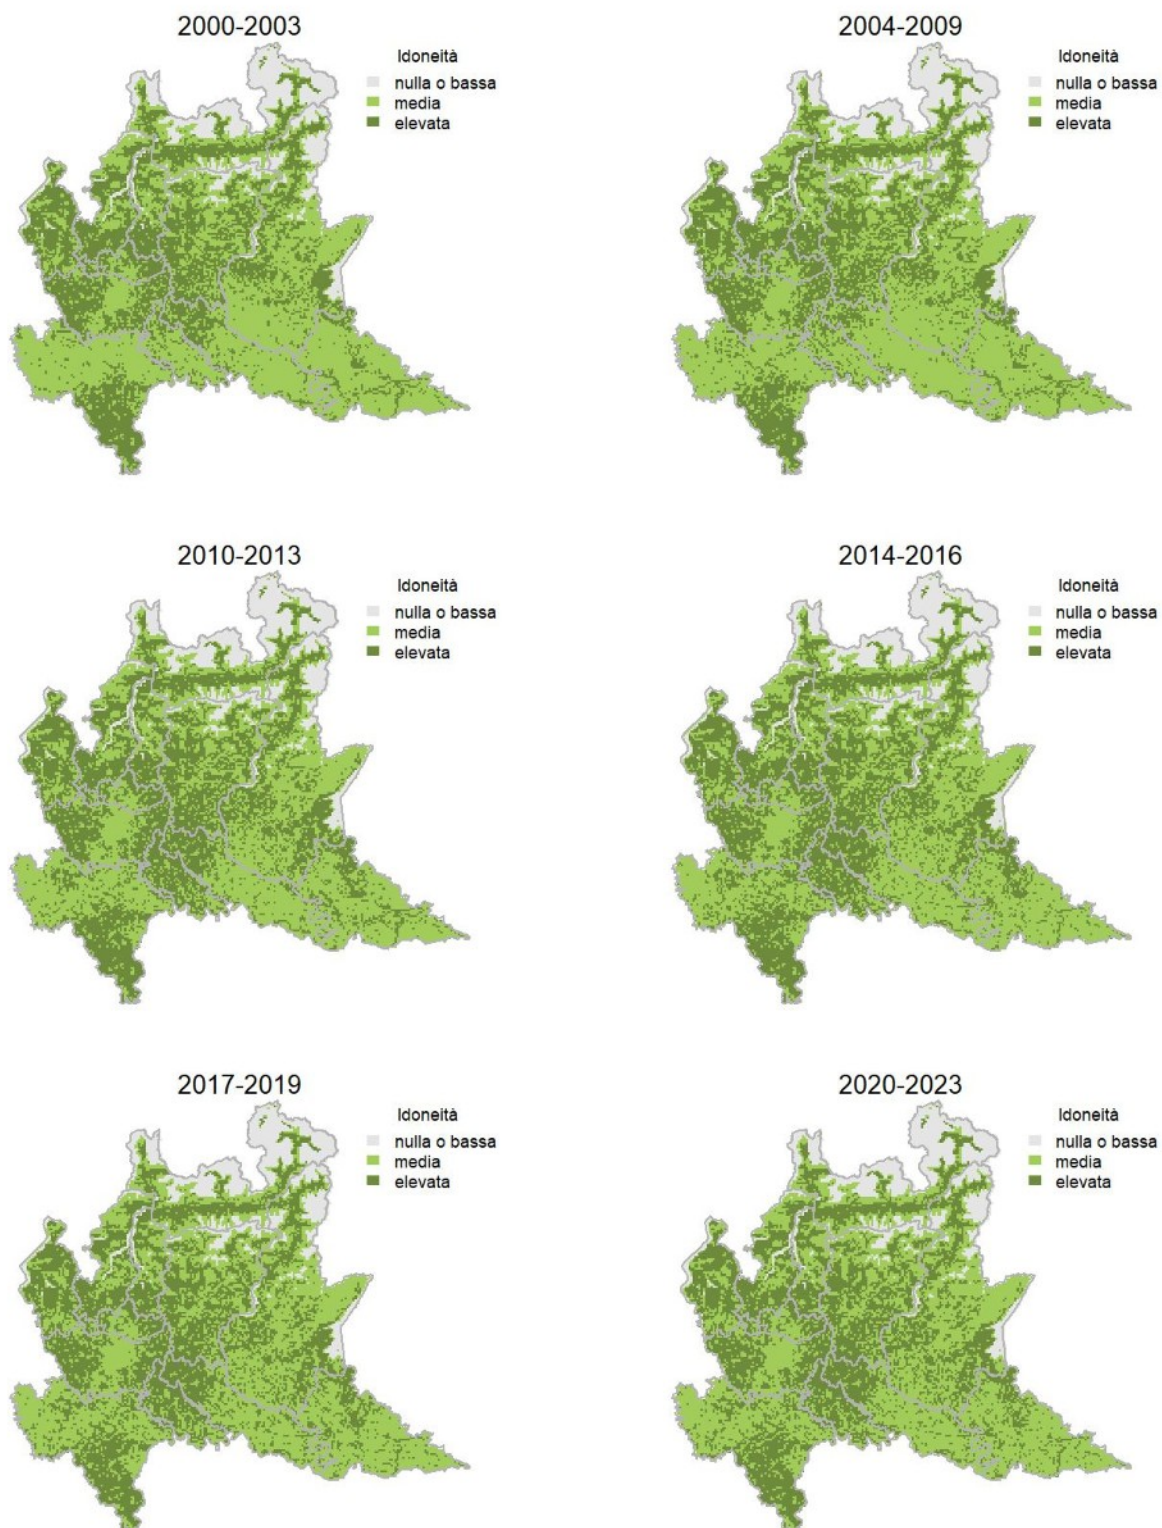 2000-2003
Idoneità
nulla o bassa
media
elevata
2004-2009
Idoneità
nulla o bassa
media
elevata
2010-2013
Idoneità
nulla o bassa
media
elevata
2014-2016
Idoneità
nulla o bassa
media
elevata
2017-2019
Idoneità
nulla o bassa
media
elevata
2020-2023
Idoneità
nulla o bassa
media
elevata